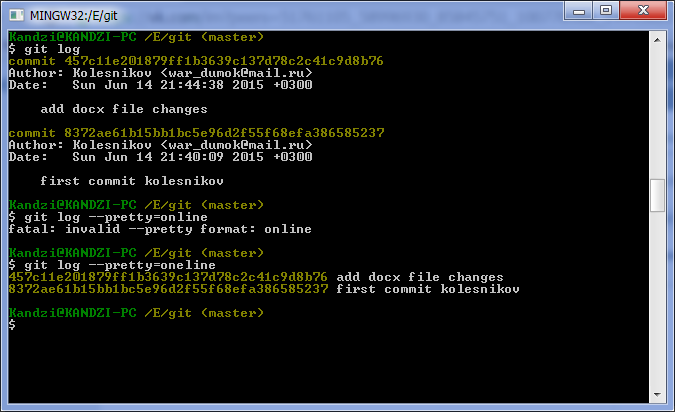 MINGW32:/E/git
Kandzi@KANDZI-PC /E/git (master)
$ git log
commit 457c11e201879ff1b3639c137d78c2c41c9d8b76
Author: Kolesnikov <war_dumok@mail.ru>
Date:   Sun Jun 14 21:44:38 2015 +0300
    add docx file changes
commit 8372ae61b15bb1bc5e96d2f55f68efa386585237
Author: Kolesnikov <war_dumok@mail.ru>
Date:   Sun Jun 14 21:40:09 2015 +0300
    first commit kolesnikov
Kandzi@KANDZI-PC /E/git (master)
$ git log --pretty=online
fatal: invalid --pretty format: online
Kandzi@KANDZI-PC /E/git (master)
$ git log --pretty=oneline
457c11e201879ff1b3639c137d78c2c41c9d8b76 add docx file changes
8372ae61b15bb1bc5e96d2f55f68efa386585237 first commit kolesnikov
Kandzi@KANDZI-PC /E/git (master)
$